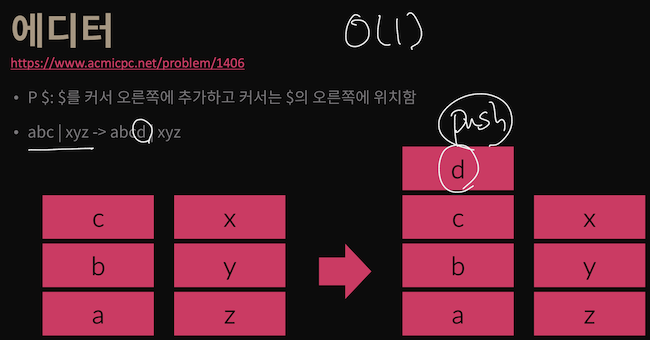 에디터
O(1)
https://www.acmicpc.net/problem/1406
• P $: $를 커서 오른쪽에 추가하고 커서는 $의 오른쪽에 위치함
• abc | xyz -> abcd | xyz
push
d
c x c x
b y b y
a z a z